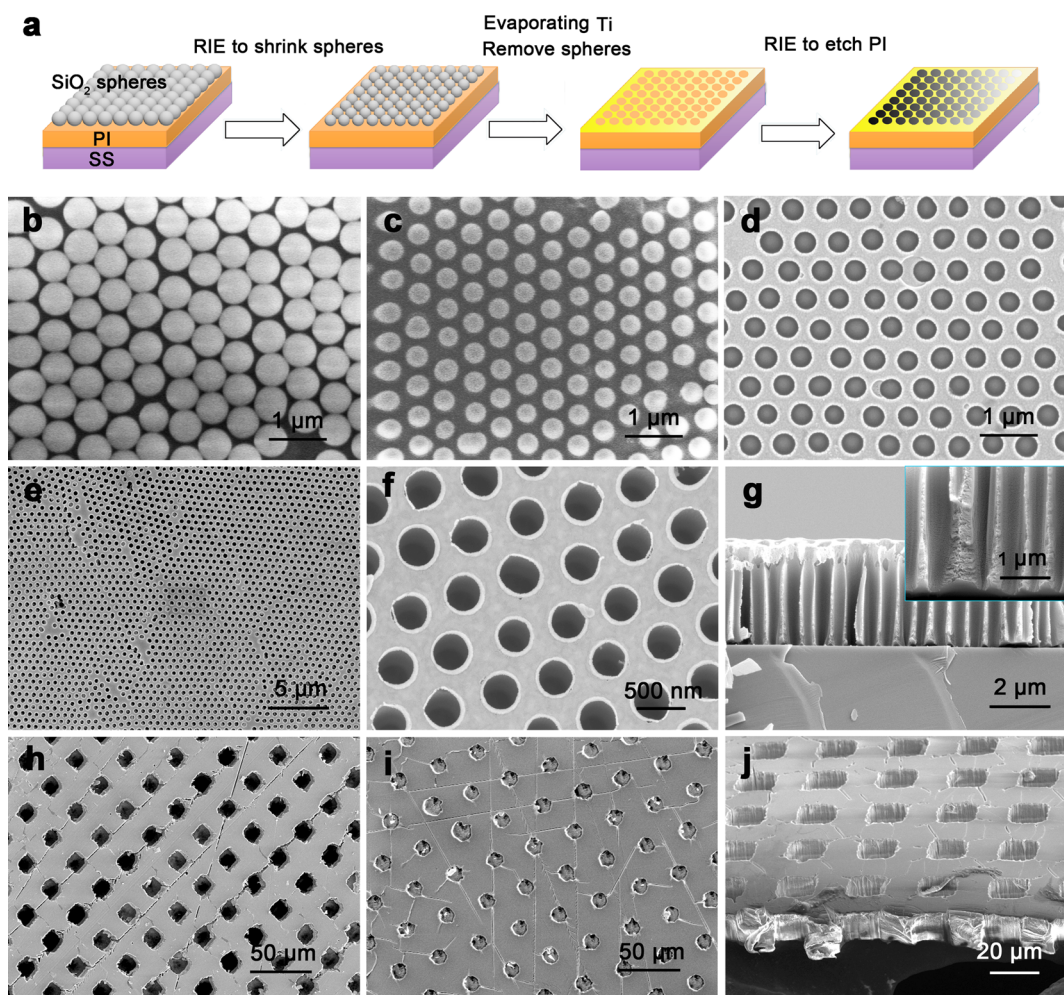 a
RIE to shrink spheres
Evaporating Ti
Remove spheres
RIE to etch PI
SiO2 spheres
PI
SS
b
1 μm
c
1 μm
d
1 μm
e
5 μm
f
500 nm
g
1 μm
2 μm
h
50 μm
i
50 μm
j
20 μm